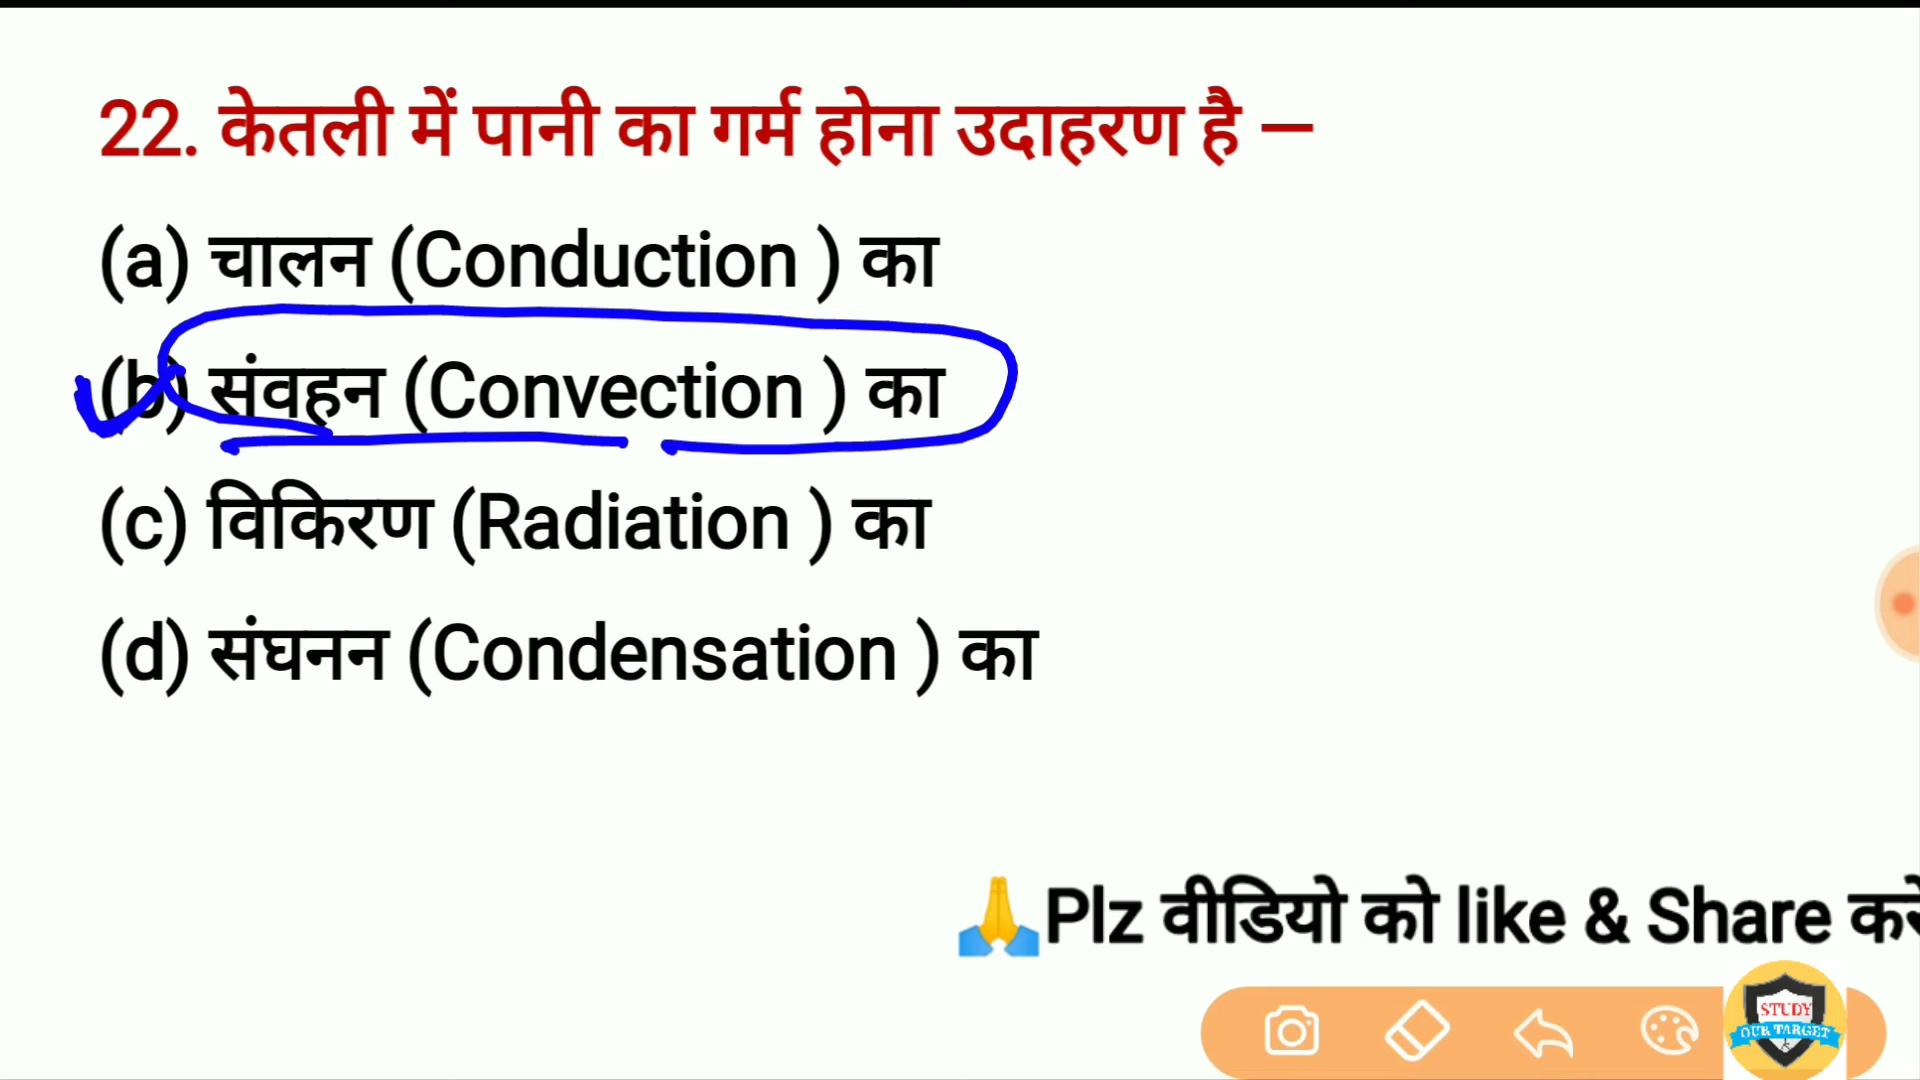 22. केतली में पानी का गर्म होना उदाहरण है —
(a) चालन (Conduction ) का
(b) संवहन (Convection ) का
(c) विकिरण (Radiation ) का
(d) संघनन (Condensation ) का
🙏Plz वीडियो को like & Share करें
STUDY
OUR TARGET